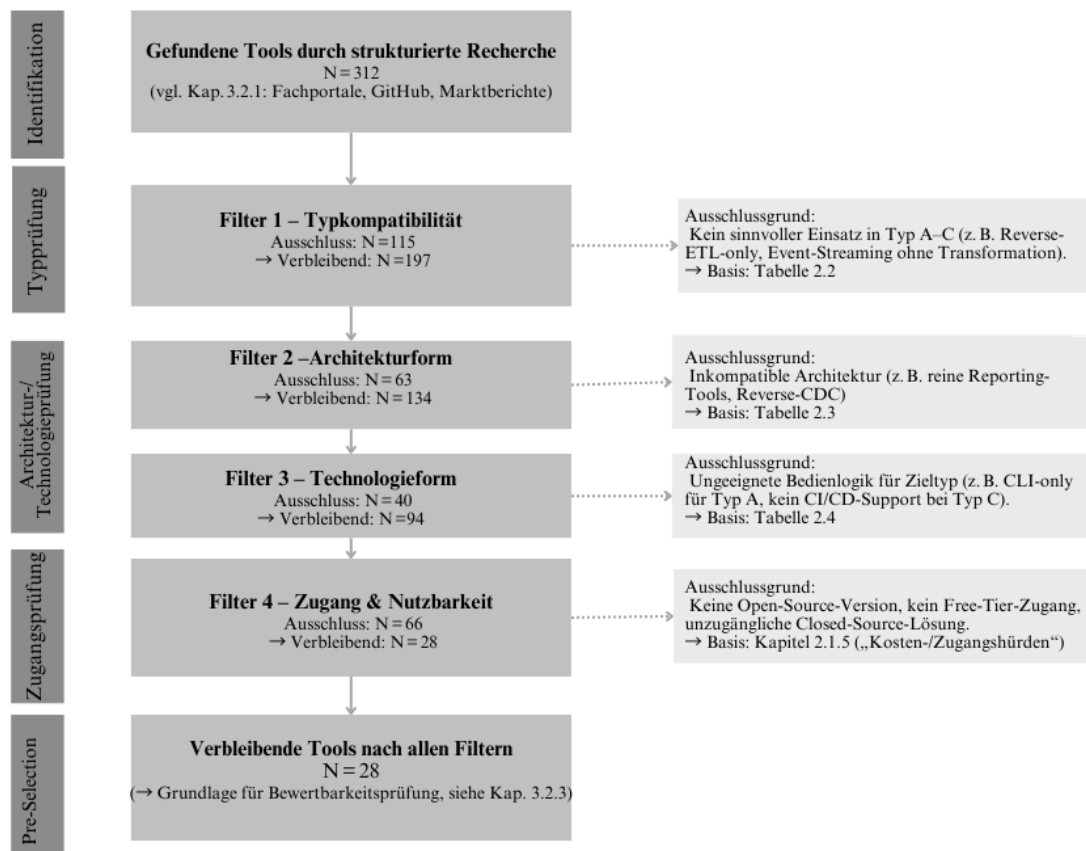 Identifikation
Gefundene Tools durch strukturierte Recherche
N = 312
(vgl. Kap. 3.2.1: Fachportale, GitHub, Marktberichte)
Typprüfung
Filter 1 – Typkompatibilität
Ausschluss: N = 115
→ Verbleibend: N = 197
Ausschlussgrund:
Kein sinnvoller Einsatz in Typ A–C (z. B. Reverse-
ETL-only, Event-Streaming ohne Transformation).
→ Basis: Tabelle 2.2
Architektur-/
Technologieprüfung
Filter 2 –Architekturform
Ausschluss: N = 63
→ Verbleibend: N = 134
Ausschlussgrund:
Inkompatible Architektur (z. B. reine Reporting-
Tools, Reverse-CDC)
→ Basis: Tabelle 2.3
Filter 3 – Technologieform
Ausschluss: N = 40
→ Verbleibend: N = 94
Ausschlussgrund:
Ungeeignete Bedienlogik für Zieltyp (z. B. CLI-only
für Typ A, kein CI/CD-Support bei Typ C).
→ Basis: Tabelle 2.4
Zugangsprüfung
Filter 4 – Zugang & Nutzbarkeit
Ausschluss: N = 66
→ Verbleibend: N = 28
Ausschlussgrund:
Keine Open-Source-Version, kein Free-Tier-Zugang,
unzugängliche Closed-Source-Lösung.
→ Basis: Kapitel 2.1.5 („Kosten-/Zugangshürden“)
Pre-Selection
Verbleibende Tools nach allen Filtern
N = 28
(→ Grundlage für Bewertbarkeitsprüfung, siehe Kap. 3.2.3)